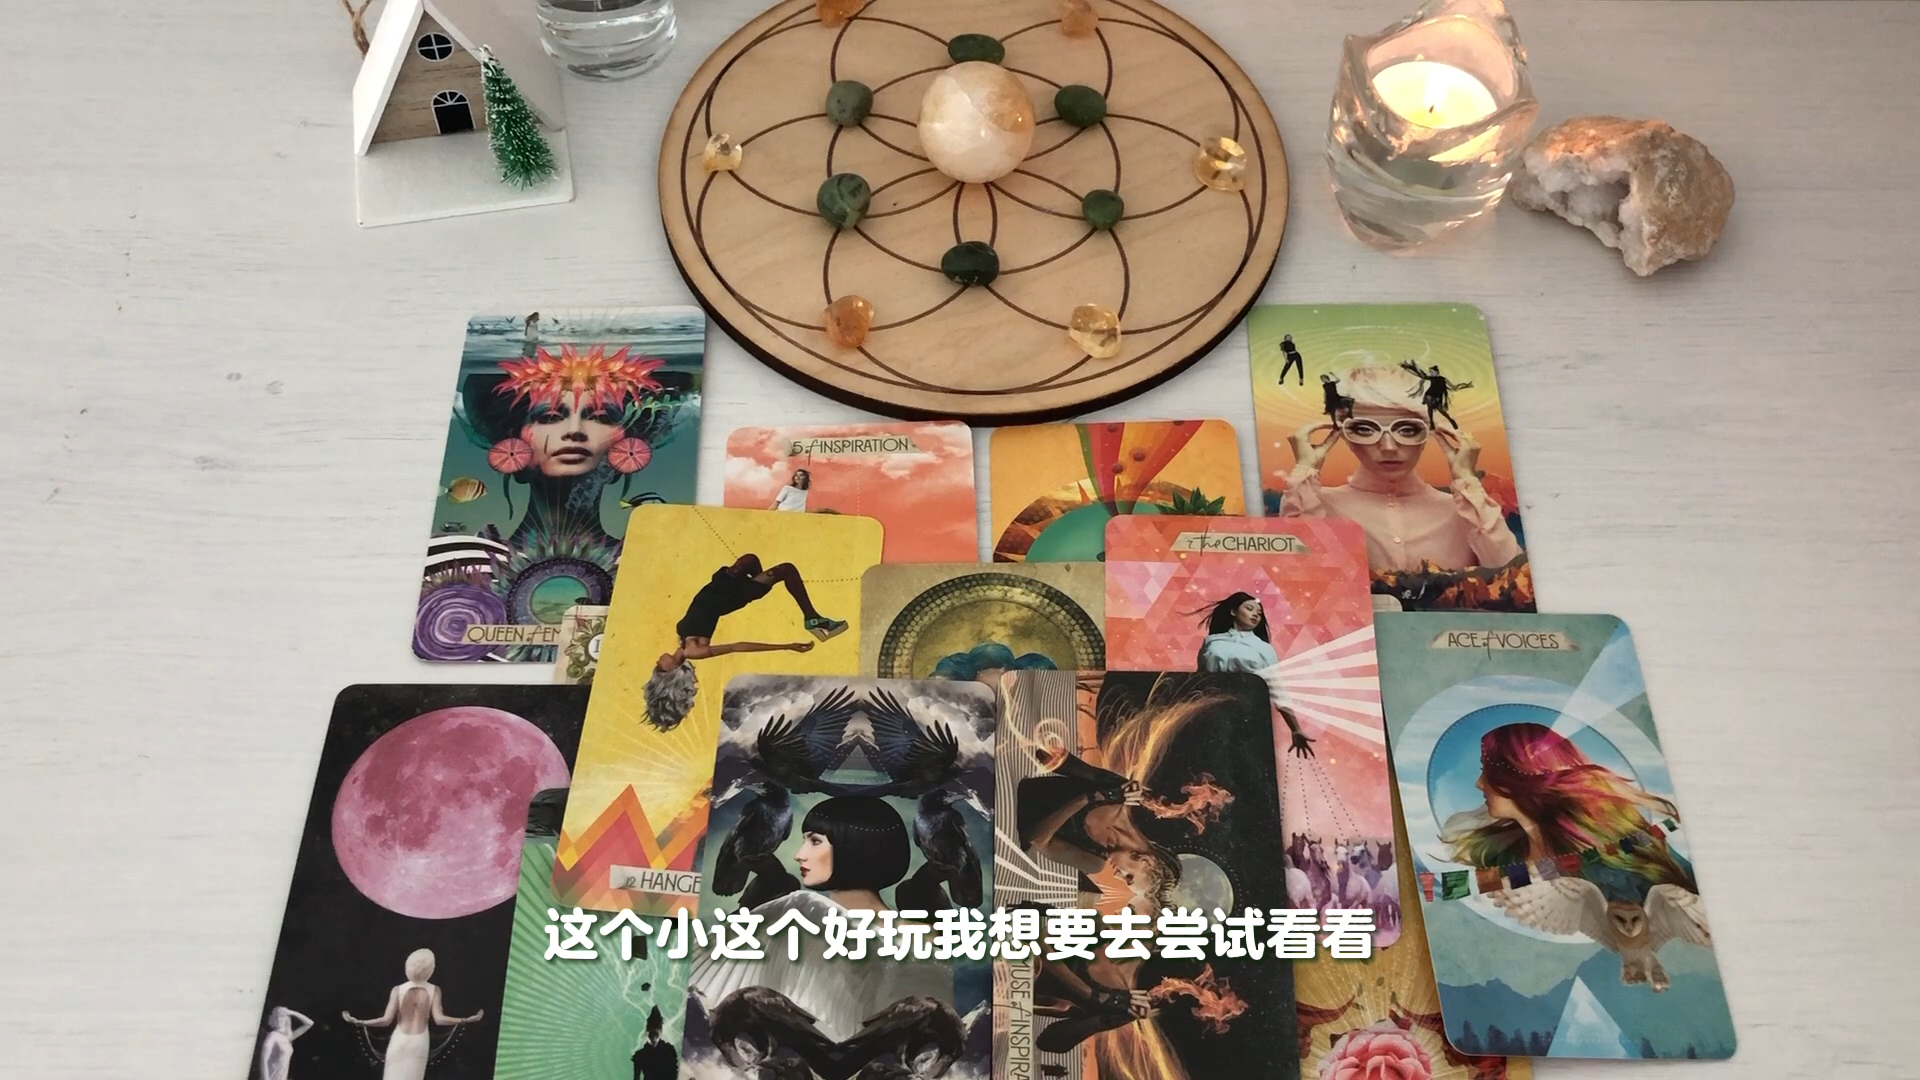 5 of INSPIRATION
7 the CHARIOT
QUEEN of EM
ACE of VOICES
12 HANGE
这个小这个好玩我想要去尝试看看
MUSE of INSPIRA